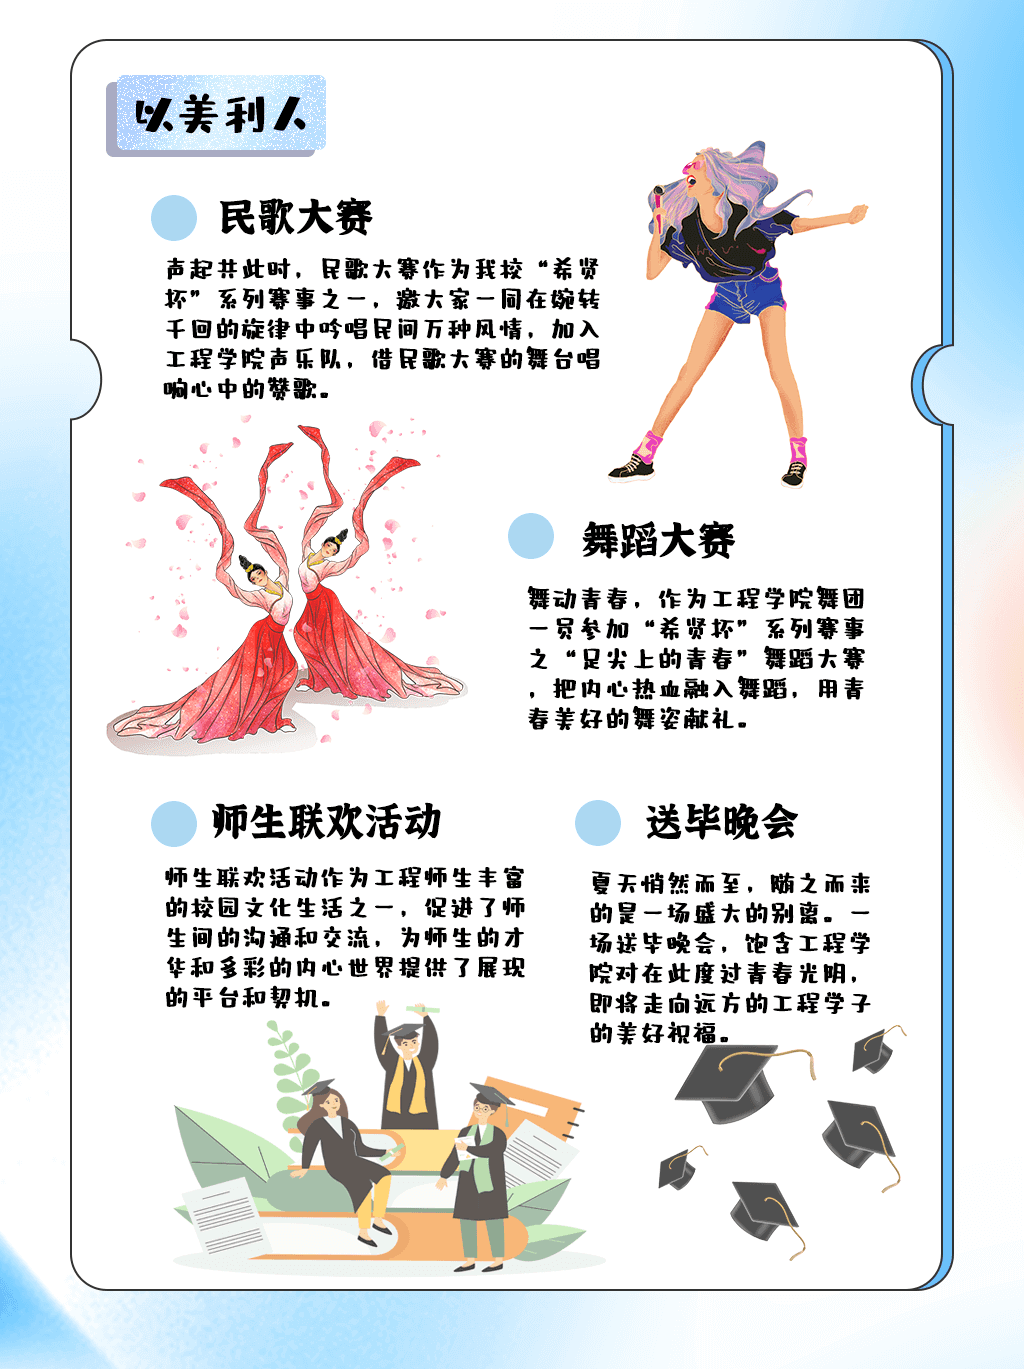 以美利人
民歌大赛
声起共此时，民歌大赛作为我校“希贤
杯”系列赛事之一，邀大家一同在婉转
千回的旋律中吟唱民间万种风情，加入
工程学院声乐队，借民歌大赛的舞台唱
响心中的赞歌。
舞蹈大赛
舞动青春，作为工程学院舞团
一员参加“希贤杯”系列赛事
之“足尖上的青春”舞蹈大赛
，把内心热血融入舞蹈，用青
春美好的舞姿献礼。
师生联欢活动
师生联欢活动作为工程师生丰富
的校园文化生活之一，促进了师
生间的沟通和交流，为师生的才
华和多彩的内心世界提供了展现
的平台和契机。
送毕晚会
夏天悄然而至，随之而来
的是一场盛大的别离。一
场送毕晚会，饱含工程学
院对在此度过青春光阴，
即将走向远方的工程学子
的美好祝福。